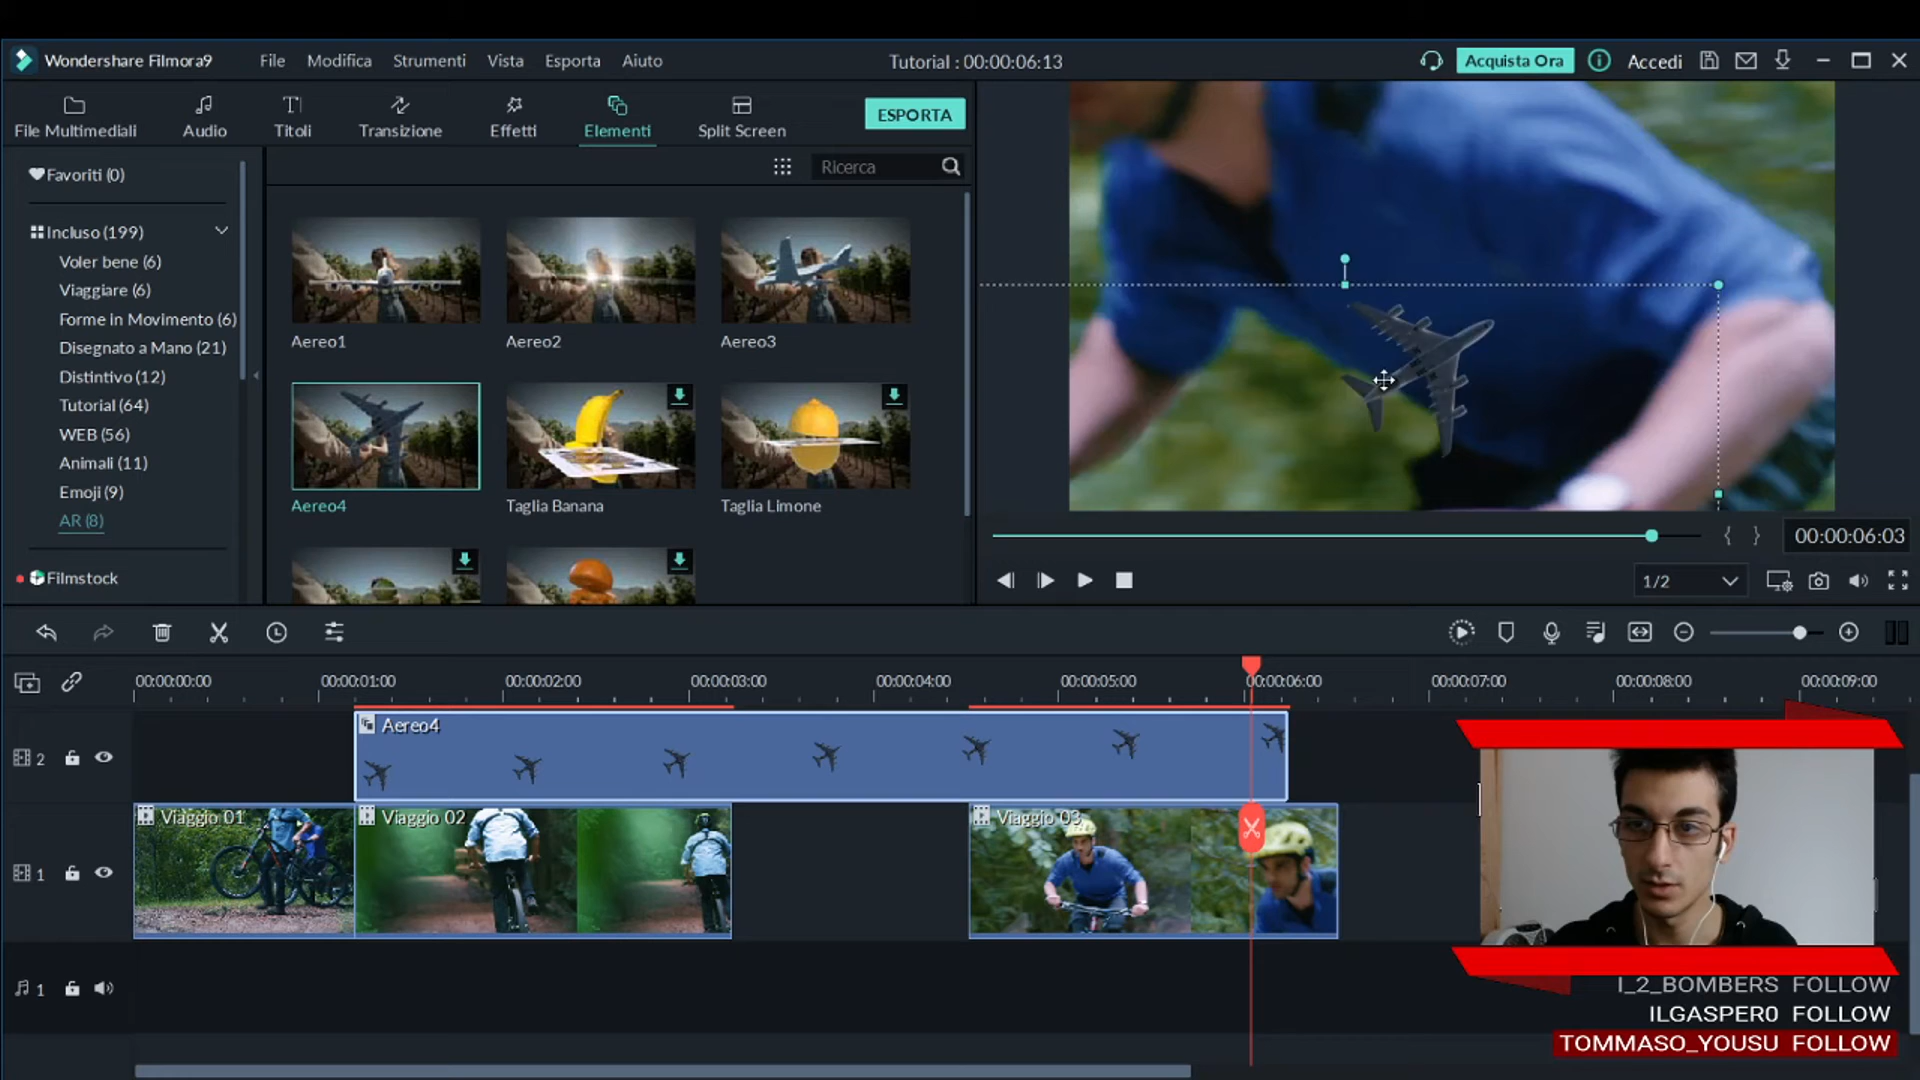 Wondershare Filmora9 File Modifica Strumenti Vista Esporta Aiuto Tutorial : 00:00:06:13 Acquista Ora Accedi
File Multimediali Audio Titoli Transizione Effetti Elementi Split Screen ESPORTA
Ricerca
Favoriti (0)
Incluso (199)
Voler bene (6)
Viaggiare (6)
Forme in Movimento (6)
Disegnato a Mano (21)
Distintivo (12)
Tutorial (64)
WEB (56)
Animali (11)
Emoji (9)
AR (8)
Filmstock
Aereo1 Aereo2 Aereo3
Aereo4 Taglia Banana Taglia Limone
00:00:06:03
1/2
00:00:00:00 00:00:01:00 00:00:02:00 00:00:03:00 00:00:04:00 00:00:05:00 00:00:06:00 00:00:07:00 00:00:08:00 00:00:09:00
2 Aereo4
1 Viaggio 01 Viaggio 02 Viaggio 03
1
I_2_BOMBERS FOLLOW
ILGASPER0 FOLLOW
TOMMASO_YOUSU FOLLOW